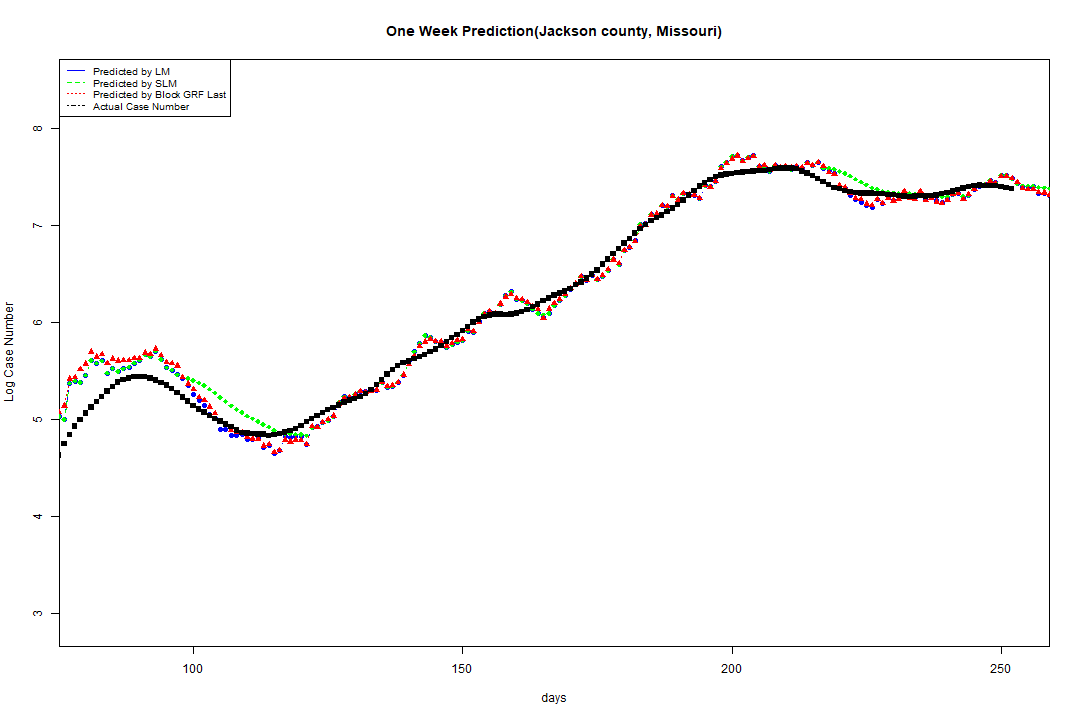 One Week Prediction(Jackson county, Missouri)
Predicted by LM
Predicted by SLM
Predicted by Block GRF Last
Actual Case Number
Log Case Number
8
7
6
5
4
3
100 150 200 250
days